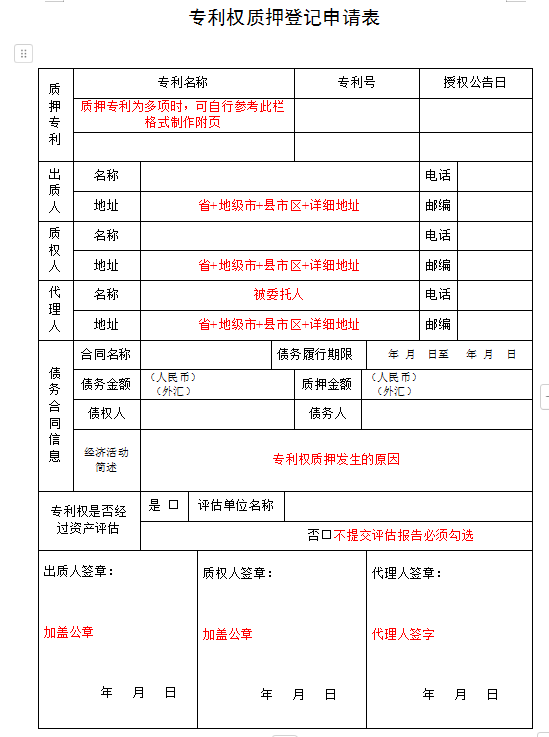 专利权质押登记申请表
质押专利
专利名称
专利号
授权公告日
质押专利为多项时，可自行参考此栏
格式制作附页
出质人
名称
电话
地址
省+地级市+县市区+详细地址
邮编
质权人
名称
电话
地址
省+地级市+县市区+详细地址
邮编
代理人
名称
被委托人
电话
地址
省+地级市+县市区+详细地址
邮编
债务合同信息
合同名称
债务履行期限
年 月 日至 年 月 日
债务金额
（人民币）
（外汇）
质押金额
（人民币）
（外汇）
债权人
债务人
经济活动
简述
专利权质押发生的原因
专利权是否经
过资产评估
是 □
评估单位名称
否□不提交评估报告必须勾选
出质人签章：
质权人签章：
代理人签章：
加盖公章
加盖公章
代理人签字
年 月 日
年 月 日
年 月 日